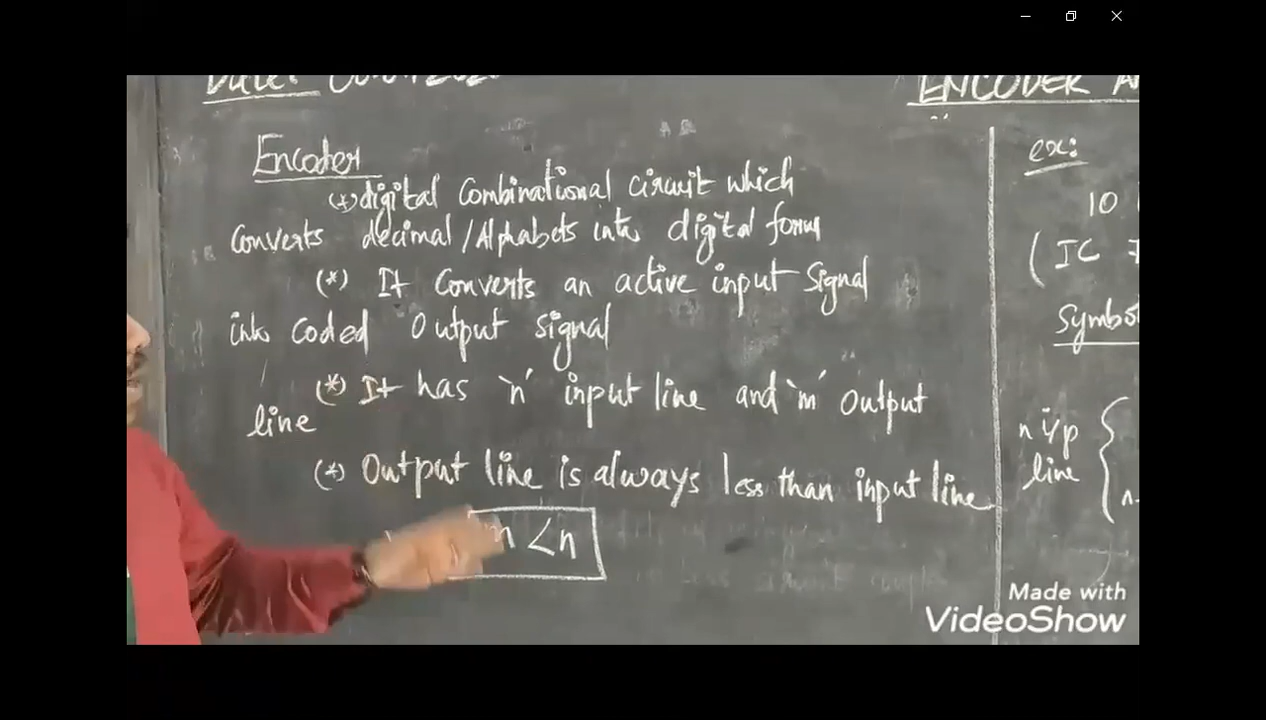 Date:
ENCODER
Encoder
(*) digital Combinational circuit which
Converts decimal/Alphabets into digital form
(*) It Converts an active input Signal
into coded Output signal
(*) It has 'n' input line and 'm' output
line
(*) Output line is always less than input line
m < n
ex:
10
(IC
Symbol
n i/p
line
Made with
VideoShow